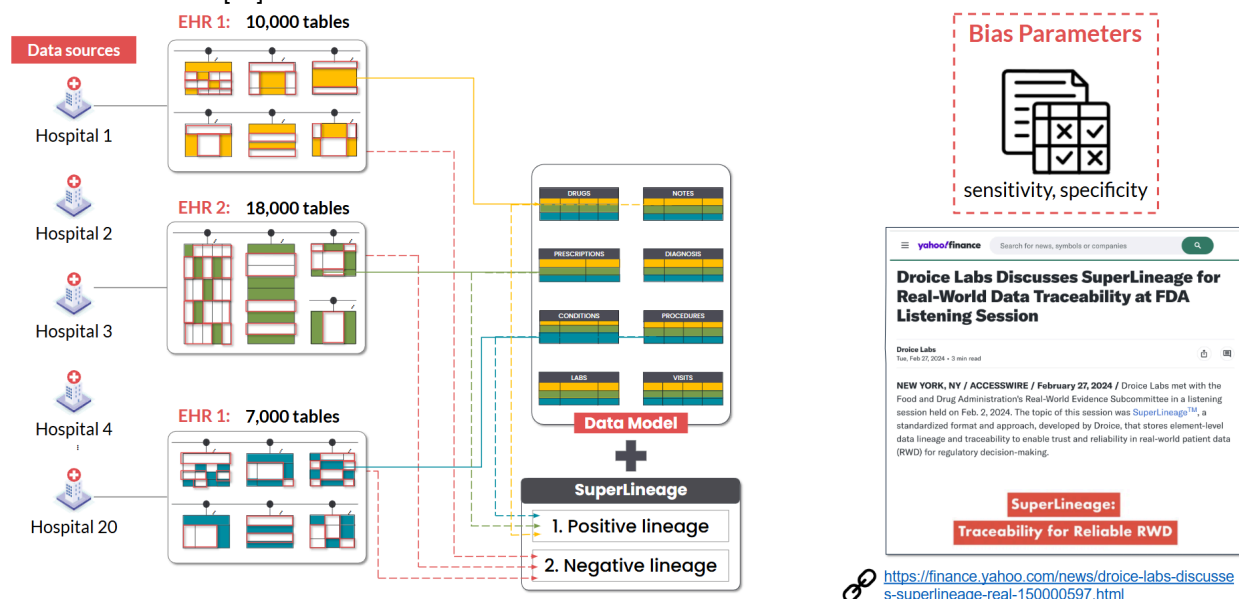 EHR 1: 10,000 tables
Data sources
Hospital 1
Hospital 2
EHR 2: 18,000 tables
Hospital 3
Hospital 4
EHR 1: 7,000 tables
Hospital 20
DRUGS
NOTES
PRESCRIPTIONS
DIAGNOSIS
CONDITIONS
PROCEDURES
LABS
VISITS
Data Model
SuperLineage
1. Positive lineage
2. Negative lineage
Bias Parameters
sensitivity, specificity
yahoo!finance
Search for news, symbols or companies
Droice Labs Discusses SuperLineage for
Real-World Data Traceability at FDA
Listening Session
Droice Labs
Tue, Feb 27, 2024 • 3 min read
NEW YORK, NY / ACCESSWIRE / February 27, 2024 / Droice Labs met with the
Food and Drug Administration's Real-World Evidence Subcommittee in a listening
session held on Feb. 2, 2024. The topic of this session was SuperLineage™, a
standardized format and approach, developed by Droice, that stores element-level
data lineage and traceability to enable trust and reliability in real-world patient data
(RWD) for regulatory decision-making.
SuperLineage:
Traceability for Reliable RWD
https://finance.yahoo.com/news/droice-labs-discusse
s-superlineage-real-150000597.html